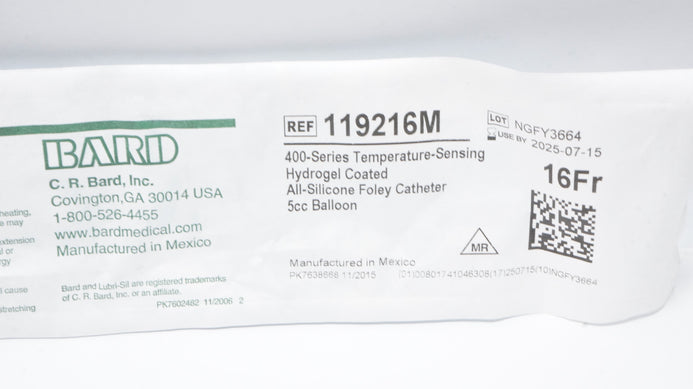 BARD
C. R. Bard, Inc.
Covington, GA 30014 USA
1-800-526-4455
www.bardmedical.com
Manufactured in Mexico
Bard and Lubri-Sil are registered trademarks
of C. R. Bard, Inc. or an affiliate.
PK7602482 11/2006 2
heating,
e may
xtension
l or
rgy
l cause
stretching
REF 119216M
400-Series Temperature-Sensing
Hydrogel Coated
All-Silicone Foley Catheter
5cc Balloon
LOT NGFY3664
USE BY 2025-07-15
16Fr
MR
Manufactured in Mexico
PK7638668 11/2015 (01)00801741046308(17)250715(10)NGFY3664